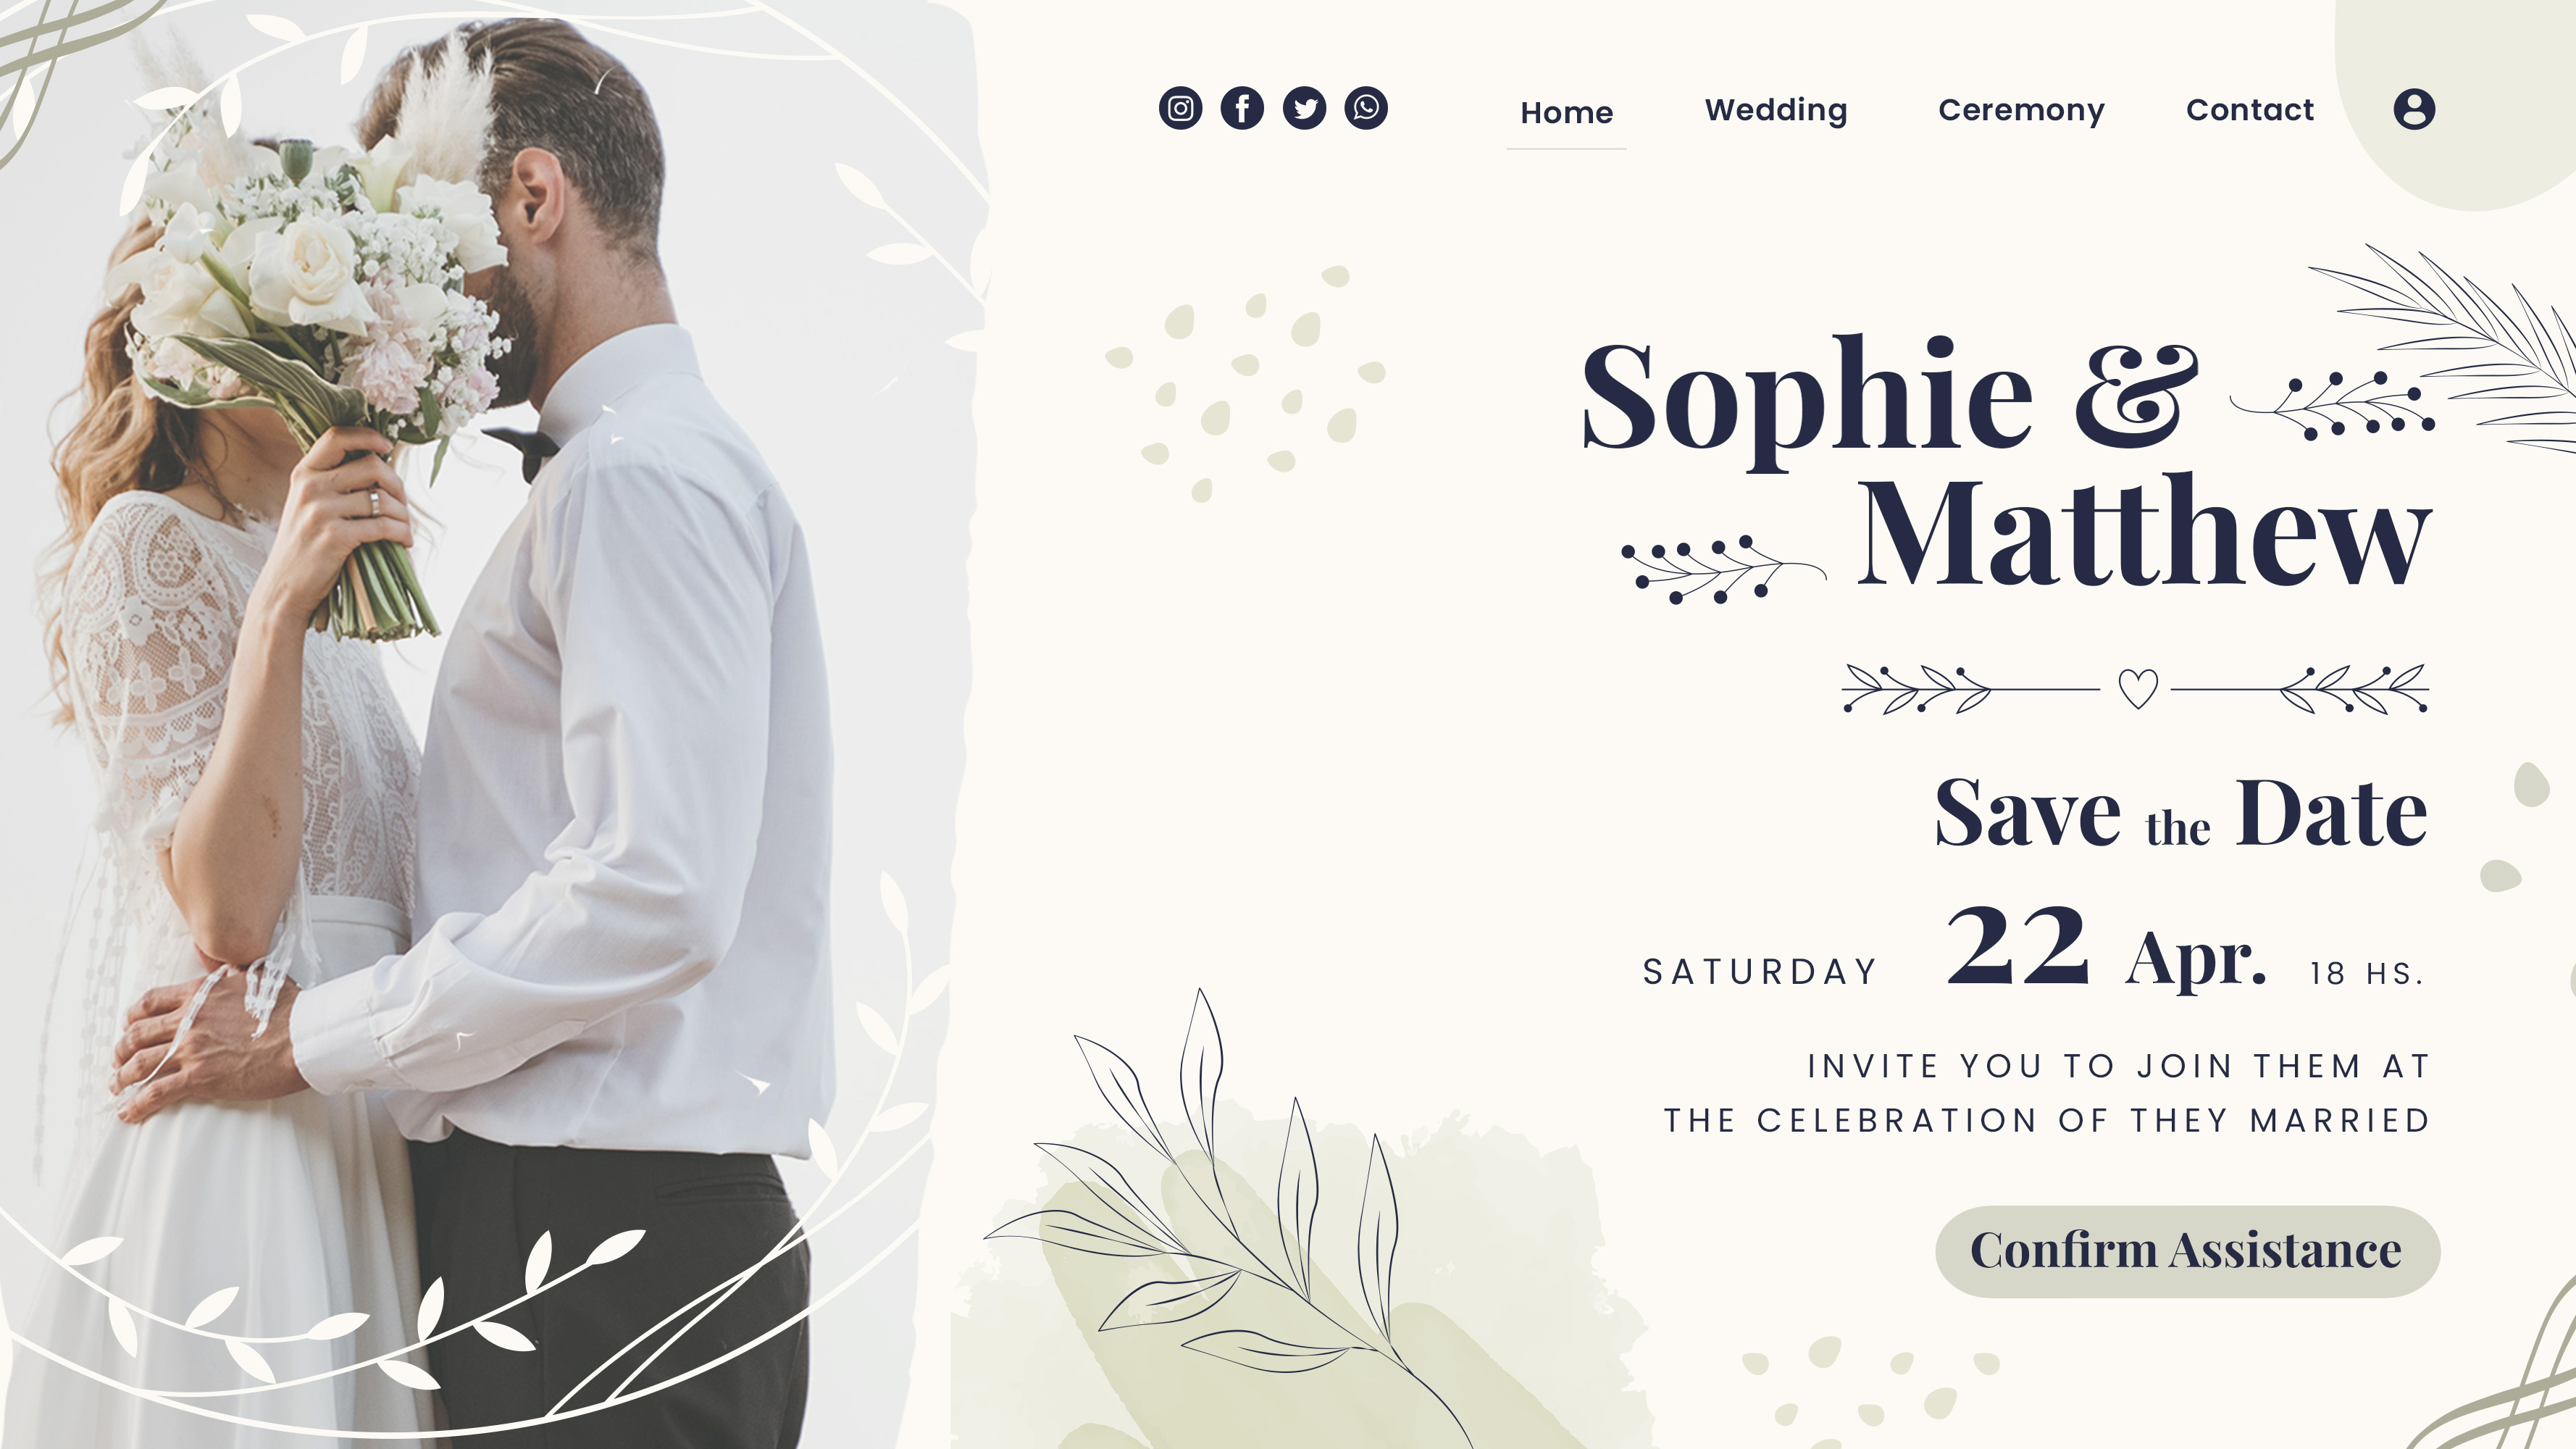 Home Wedding Ceremony Contact
Sophie &
Matthew
Save the Date
SATURDAY 22 Apr. 18 HS.
INVITE YOU TO JOIN THEM AT
THE CELEBRATION OF THEY MARRIED
Confirm Assistance